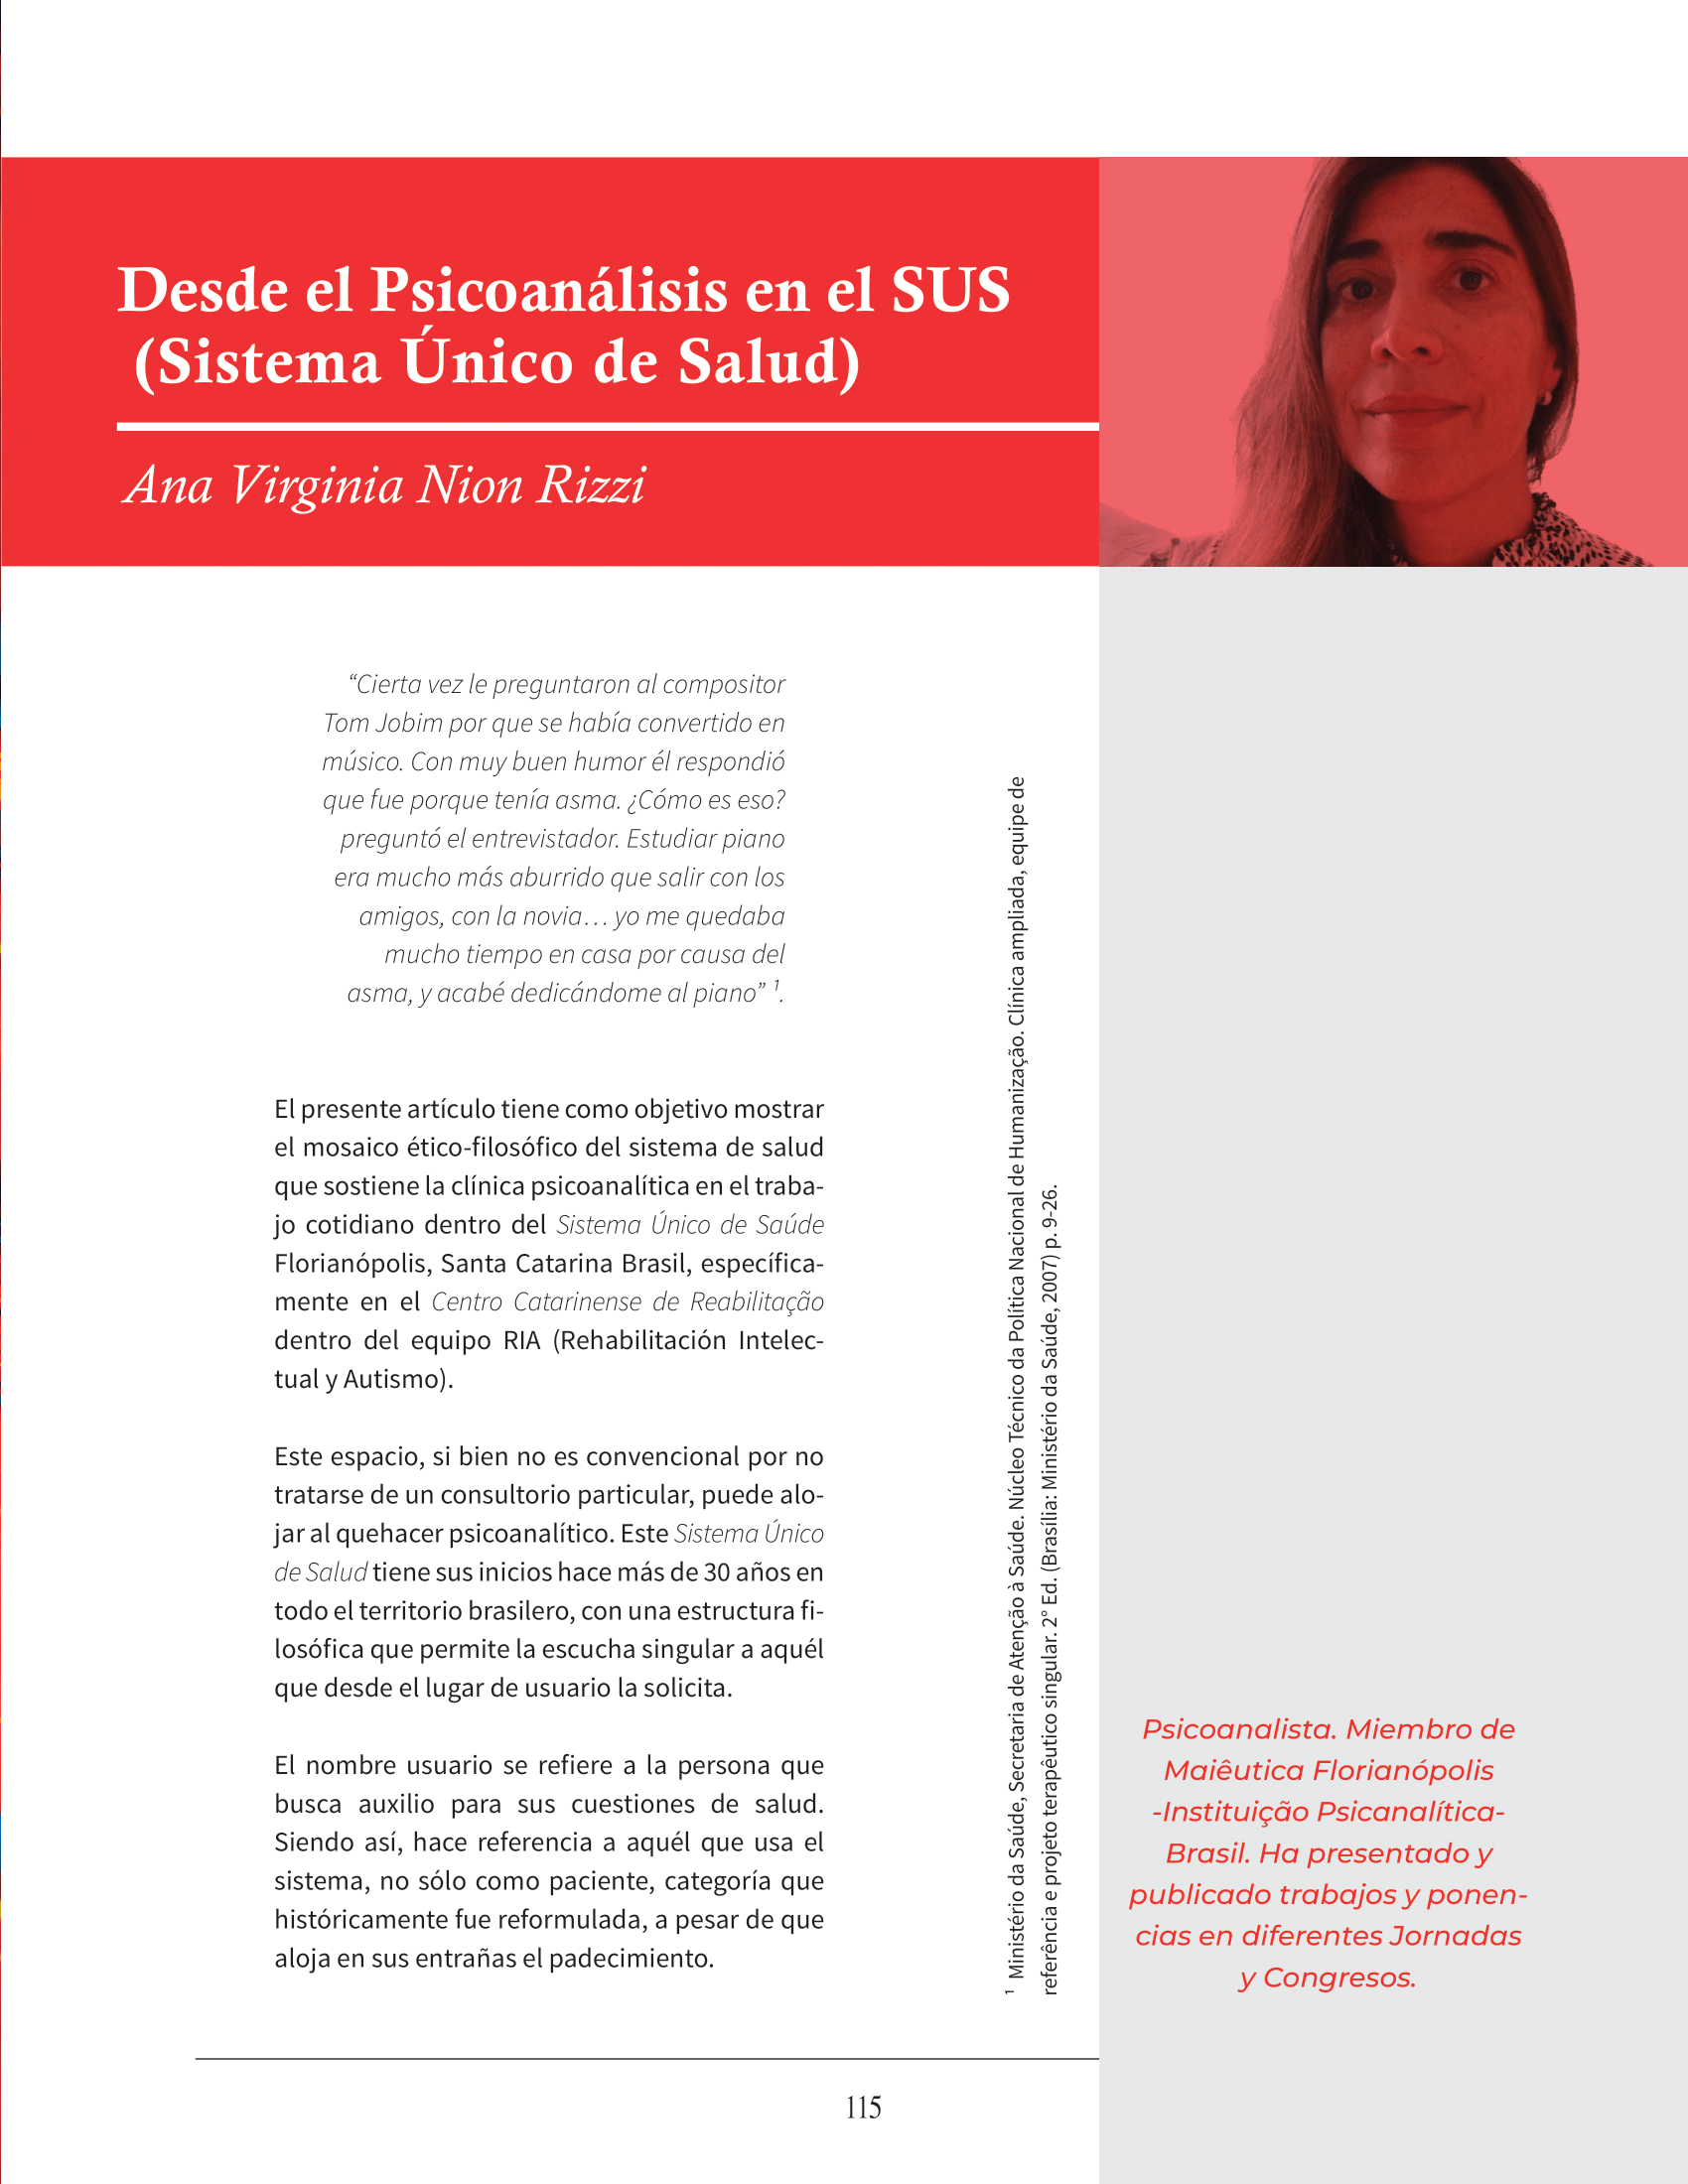 Desde el Psicoanálisis en el SUS
(Sistema Único de Salud)
Ana Virginia Nion Rizzi
“Cierta vez le preguntaron al compositor
Tom Jobim por que se había convertido en
músico. Con muy buen humor él respondió
que fue porque tenía asma. ¿Cómo es eso?
preguntó el entrevistador. Estudiar piano
era mucho más aburrido que salir con los
amigos, con la novia… yo me quedaba
mucho tiempo en casa por causa del
asma, y acabé dedicándome al piano” ¹.
El presente artículo tiene como objetivo mostrar
el mosaico ético-filosófico del sistema de salud
que sostiene la clínica psicoanalítica en el traba-
jo cotidiano dentro del Sistema Único de Saúde
Florianópolis, Santa Catarina Brasil, específica-
mente en el Centro Catarinense de Reabilitação
dentro del equipo RIA (Rehabilitación Intelec-
tual y Autismo).
Este espacio, si bien no es convencional por no
tratarse de un consultorio particular, puede alo-
jar al quehacer psicoanalítico. Este Sistema Único
de Salud tiene sus inicios hace más de 30 años en
todo el territorio brasilero, con una estructura fi-
losófica que permite la escucha singular a aquél
que desde el lugar de usuario la solicita.
El nombre usuario se refiere a la persona que
busca auxilio para sus cuestiones de salud.
Siendo así, hace referencia a aquél que usa el
sistema, no sólo como paciente, categoría que
históricamente fue reformulada, a pesar de que
aloja en sus entrañas el padecimiento.
¹ Ministério da Saúde, Secretaria de Atenção à Saúde. Núcleo Técnico da Política Nacional de Humanização. Clínica ampliada, equipe de
referência e projeto terapêutico singular. 2° Ed. (Brasília: Ministério da Saúde, 2007) p. 9-26.
Psicoanalista. Miembro de
Maiêutica Florianópolis
-Instituição Psicanalítica-
Brasil. Ha presentado y
publicado trabajos y ponen-
cias en diferentes Jornadas
y Congresos.
115